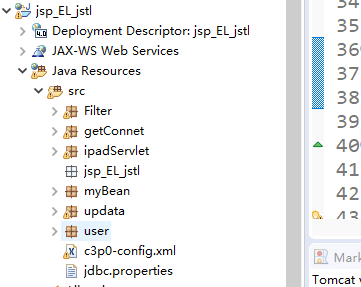 jsp_EL_jstl
Deployment Descriptor: jsp_EL_jstl
JAX-WS Web Services
Java Resources
src
Filter
getConnet
ipadServlet
jsp_EL_jstl
myBean
updata
user
c3p0-config.xml
jdbc.properties
34
35
36
37
38
39
40
41
42
43
Mark
Tomcat v